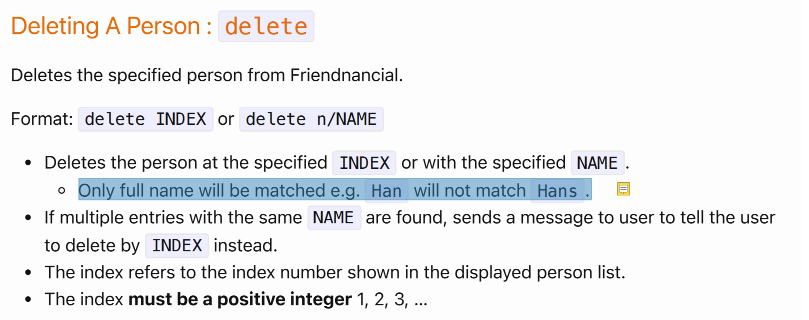 Deleting A Person : delete
Deletes the specified person from Friendnancial.
Format: delete INDEX or delete n/NAME
• Deletes the person at the specified INDEX or with the specified NAME.
◦ Only full name will be matched e.g. Han will not match Hans.
• If multiple entries with the same NAME are found, sends a message to user to tell the user
to delete by INDEX instead.
• The index refers to the index number shown in the displayed person list.
• The index must be a positive integer 1, 2, 3, …